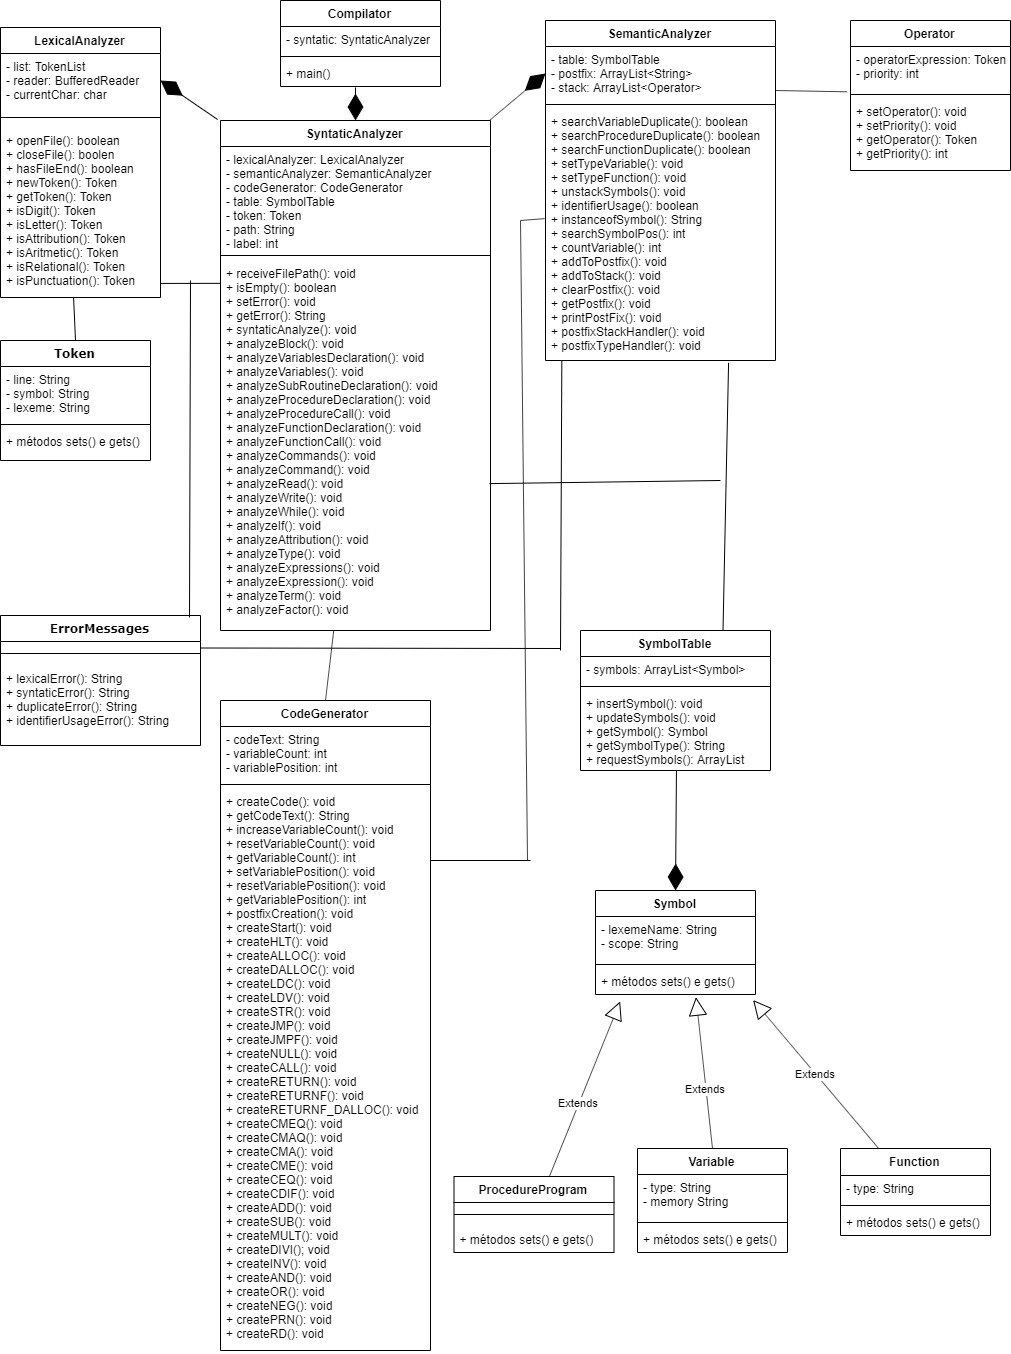 LexicalAnalyzer
- list: TokenList
- reader: BufferedReader
- currentChar: char
+ openFile(): boolean
+ closeFile(): boolen
+ hasFileEnd(): boolean
+ newToken(): Token
+ getToken(): Token
+ isDigit(): Token
+ isLetter(): Token
+ isAttribution(): Token
+ isAritmetic(): Token
+ isRelational(): Token
+ isPunctuation(): Token
Compilator
- syntatic: SyntaticAnalyzer
+ main()
SemanticAnalyzer
- table: SymbolTable
- postfix: ArrayList<String>
- stack: ArrayList<Operator>
+ searchVariableDuplicate(): boolean
+ searchProcedureDuplicate(): boolean
+ searchFunctionDuplicate(): boolean
+ setTypeVariable(): void
+ setTypeFunction(): void
+ unstackSymbols(): void
+ identifierUsage(): boolean
+ instanceofSymbol(): String
+ searchSymbolPos(): int
+ countVariable(): int
+ addToPostfix(): void
+ addToStack(): void
+ clearPostfix(): void
+ getPostfix(): void
+ printPostFix(): void
+ postfixStackHandler(): void
+ postfixTypeHandler(): void
Operator
- operatorExpression: Token
- priority: int
+ setOperator(): void
+ setPriority(): void
+ getOperator(): Token
+ getPriority(): int
SyntaticAnalyzer
- lexicalAnalyzer: LexicalAnalyzer
- semanticAnalyzer: SemanticAnalyzer
- codeGenerator: CodeGenerator
- table: SymbolTable
- token: Token
- path: String
- label: int
+ receiveFilePath(): void
+ isEmpty(): boolean
+ setError(): void
+ getError(): String
+ syntaticAnalyze(): void
+ analyzeBlock(): void
+ analyzeVariablesDeclaration(): void
+ analyzeVariables(): void
+ analyzeSubRoutineDeclaration(): void
+ analyzeProcedureDeclaration(): void
+ analyzeProcedureCall(): void
+ analyzeFunctionDeclaration(): void
+ analyzeFunctionCall(): void
+ analyzeCommands(): void
+ analyzeCommand(): void
+ analyzeRead(): void
+ analyzeWrite(): void
+ analyzeWhile(): void
+ analyzeIf(): void
+ analyzeAttribution(): void
+ analyzeType(): void
+ analyzeExpressions(): void
+ analyzeExpression(): void
+ analyzeTerm(): void
+ analyzeFactor(): void
Token
- line: String
- symbol: String
- lexeme: String
+ métodos sets() e gets()
ErrorMessages
+ lexicalError(): String
+ syntaticError(): String
+ duplicateError(): String
+ identifierUsageError(): String
SymbolTable
- symbols: ArrayList<Symbol>
+ insertSymbol(): void
+ updateSymbols(): void
+ getSymbol(): Symbol
+ getSymbolType(): String
+ requestSymbols(): ArrayList
CodeGenerator
- codeText: String
- variableCount: int
- variablePosition: int
+ createCode(): void
+ getCodeText(): String
+ increaseVariableCount(): void
+ resetVariableCount(): void
+ getVariableCount(): int
+ setVariablePosition(): void
+ resetVariablePosition(): void
+ getVariablePosition(): int
+ postfixCreation(): void
+ createStart(): void
+ createHLT(): void
+ createALLOC(): void
+ createDALLOC(): void
+ createLDC(): void
+ createLDV(): void
+ createSTR(): void
+ createJMP(): void
+ createJMPF(): void
+ createNULL(): void
+ createCALL(): void
+ createRETURN(): void
+ createRETURNF(): void
+ createRETURNF_DALLOC(): void
+ createCMEQ(): void
+ createCMAQ(): void
+ createCMA(): void
+ createCME(): void
+ createCEQ(): void
+ createCDIF(): void
+ createADD(): void
+ createSUB(): void
+ createMULT(): void
+ createDIVI(); void
+ createINV(): void
+ createAND(): void
+ createOR(): void
+ createNEG(): void
+ createPRN(): void
+ createRD(): void
Symbol
- lexemeName: String
- scope: String
+ métodos sets() e gets()
Extends
Extends
Extends
ProcedureProgram
+ métodos sets() e gets()
Variable
- type: String
- memory String
+ métodos sets() e gets()
Function
- type: String
+ métodos sets() e gets()